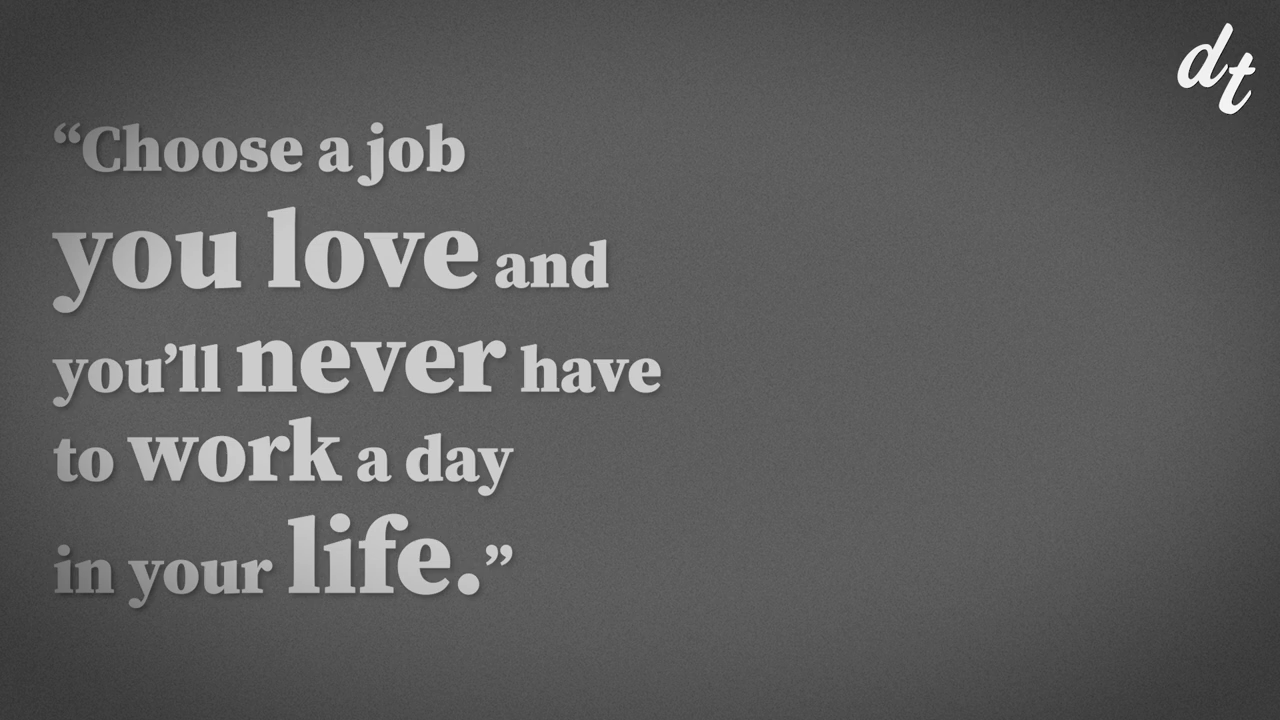 dt
“Choose a job
you love and
you’ll never have
to work a day
in your life.”